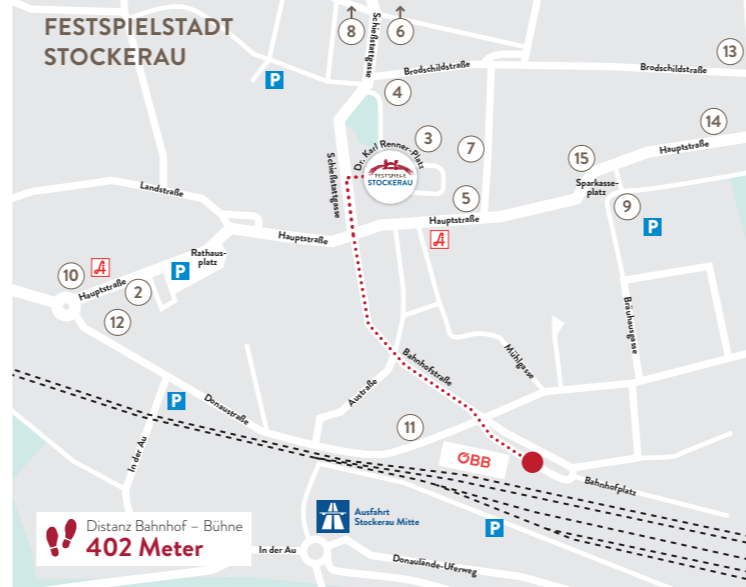 FESTSPIELSTADT
STOCKERAU
8
6
Schießstattgasse
Brodschildstraße
Brodschildstraße
13
P
4
14
3
7
Hauptstraße
15
Dr. Karl Renner-Platz
FESTSPIELE
STOCKERAU
Schießstattgasse
Landstraße
5
Sparkasse-
platz
9
Hauptstraße
P
Hauptstraße
A
Rathaus-
platz
10
A
P
Hauptstraße
2
12
Bräuhausgasse
Mühlgasse
Bahnhofstraße
Austraße
P
Donaustraße
11
In der Au
ÖBB
Bahnhofplatz
Ausfahrt
Stockerau Mitte
P
Distanz Bahnhof – Bühne
402 Meter
In der Au
Donaulände-Uferweg